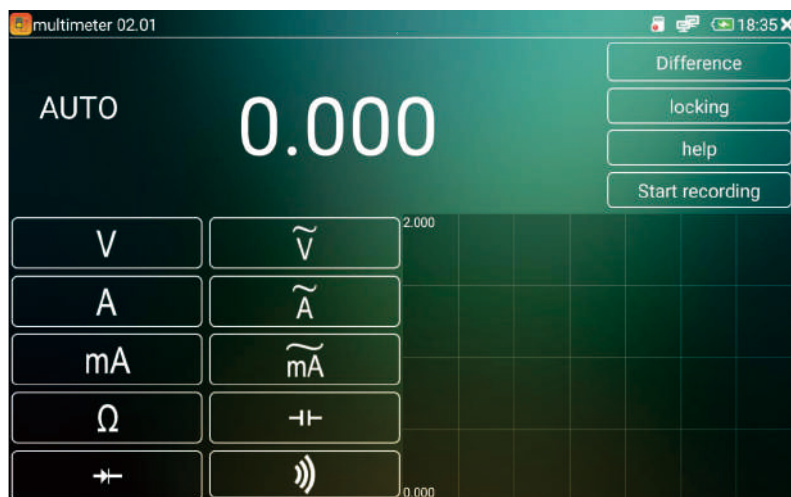 multimeter 02.01 18:35
Difference
AUTO 0.000 locking
help
Start recording
V Ṽ 2.000
A Ã
mA m͠A
Ω
0.000